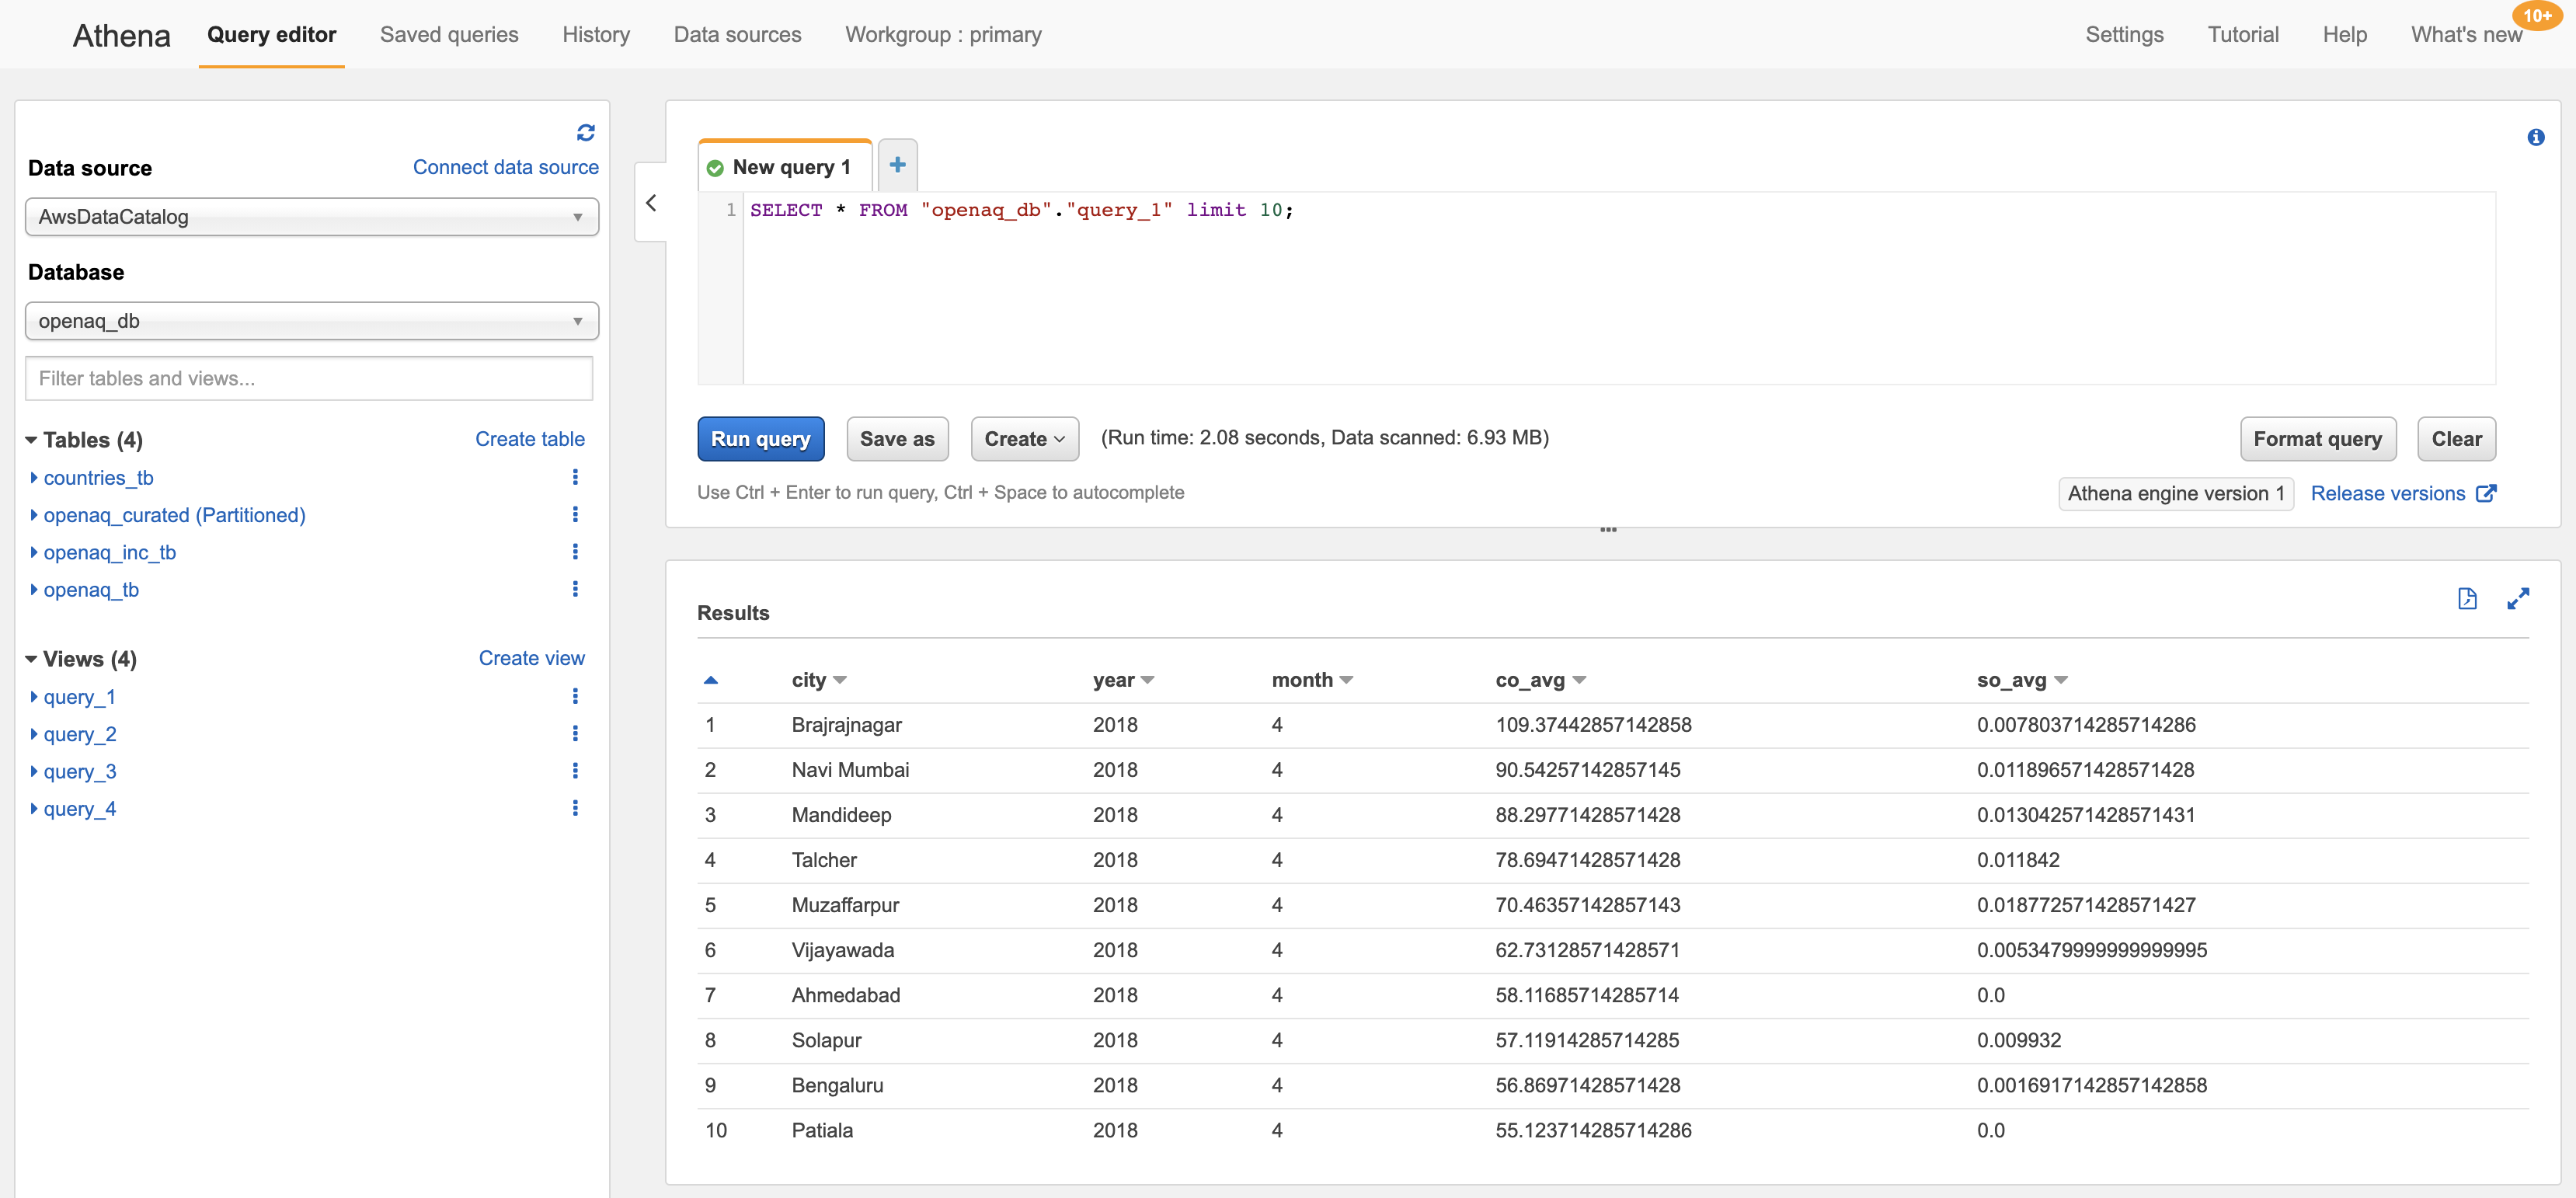 Athena Query editor Saved queries History Data sources Workgroup : primary Settings Tutorial Help What's new 10+
Data source Connect data source
AwsDataCatalog
Database
openaq_db
Filter tables and views...
Tables (4) Create table
countries_tb
openaq_curated (Partitioned)
openaq_inc_tb
openaq_tb
Views (4) Create view
query_1
query_2
query_3
query_4
New query 1
1 SELECT * FROM "openaq_db"."query_1" limit 10;
Run query Save as Create (Run time: 2.08 seconds, Data scanned: 6.93 MB) Format query Clear
Use Ctrl + Enter to run query, Ctrl + Space to autocomplete Athena engine version 1 Release versions
Results
city year month co_avg so_avg
1 Brajrajnagar 2018 4 109.37442857142858 0.007803714285714286
2 Navi Mumbai 2018 4 90.54257142857145 0.011896571428571428
3 Mandideep 2018 4 88.29771428571428 0.013042571428571431
4 Talcher 2018 4 78.69471428571428 0.011842
5 Muzaffarpur 2018 4 70.46357142857143 0.018772571428571427
6 Vijayawada 2018 4 62.73128571428571 0.0053479999999999995
7 Ahmedabad 2018 4 58.11685714285714 0.0
8 Solapur 2018 4 57.11914285714285 0.009932
9 Bengaluru 2018 4 56.86971428571428 0.0016917142857142858
10 Patiala 2018 4 55.123714285714286 0.0